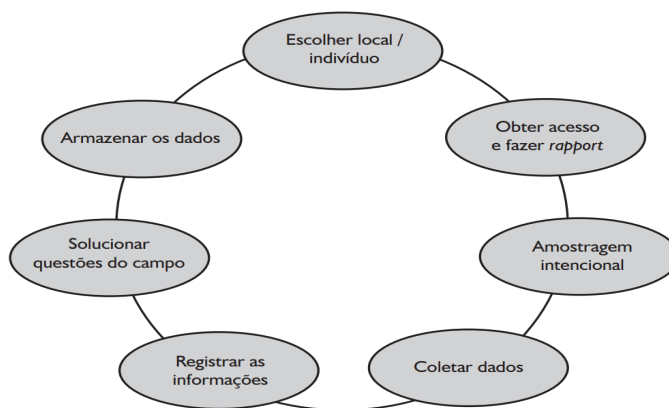 Escolher local /
indivíduo
Obter acesso
e fazer rapport
Amostragem
intencional
Coletar dados
Registrar as
informações
Solucionar
questões do campo
Armazenar os dados